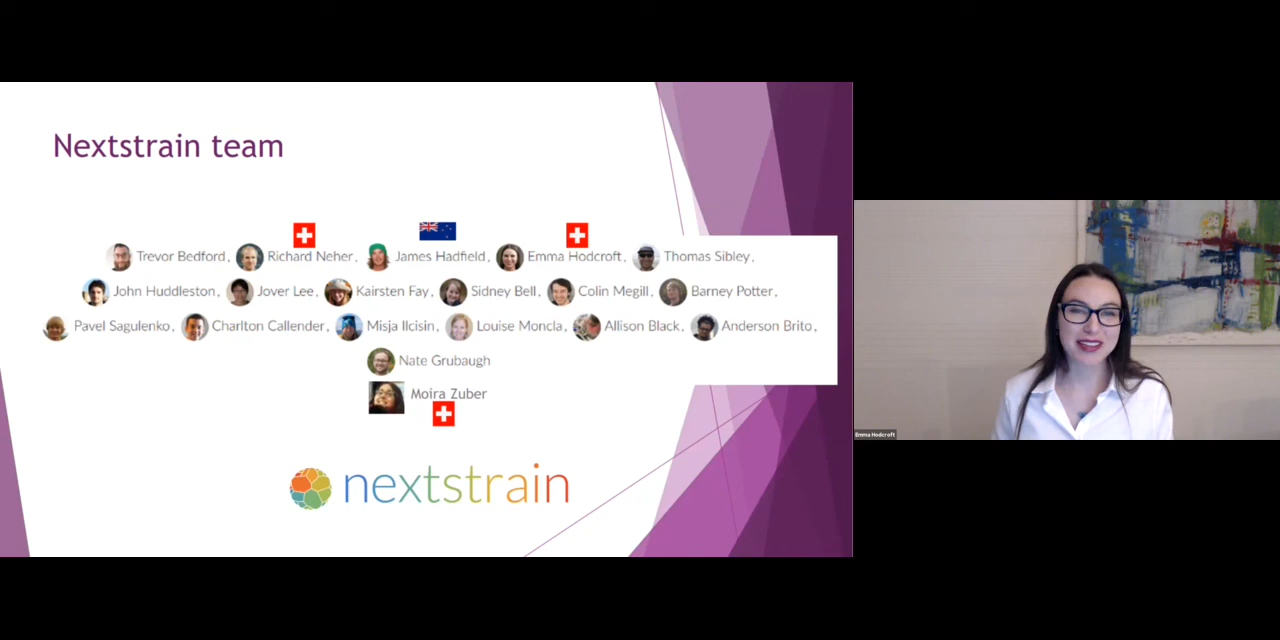 Nextstrain team
Trevor Bedford, Richard Neher, James Hadfield, Emma Hodcroft, Thomas Sibley,
John Huddleston, Jover Lee, Kairsten Fay, Sidney Bell, Colin Megill, Barney Potter,
Pavel Sagulenko, Charlton Callender, Misja Ilcisin, Louise Moncla, Allison Black, Anderson Brito,
Nate Grubaugh
Moira Zuber
nextstrain
Emma Hodcroft